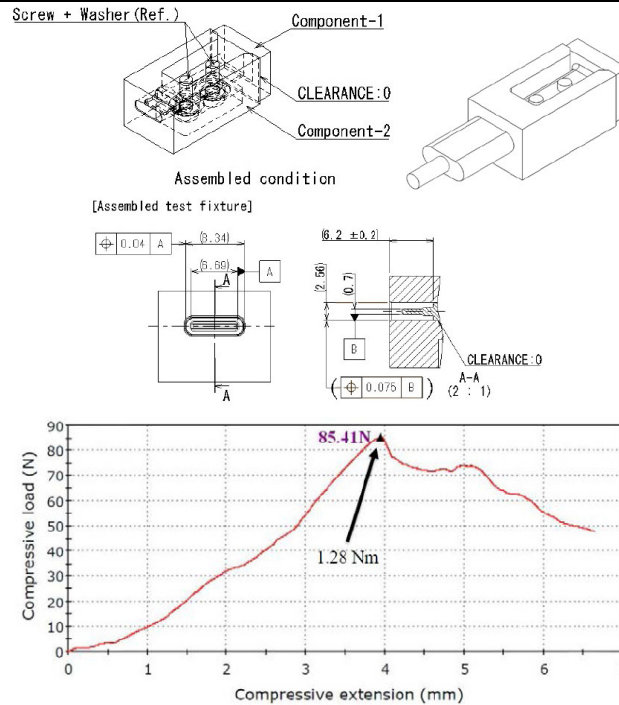 Screw + Washer(Ref.)
Component-1
CLEARANCE:0
Component-2
Assembled condition
[Assembled test fixture]
0.04 A
(8.34)
(6.69)
A
A
A
(6.2 ±0.2)
(2.56)
(0.7)
B
(⌖ 0.075 B)
CLEARANCE:0
A-A
(2 : 1)
90
80
70
60
50
40
30
20
10
0
Compressive load (N)
85.41N
1.28 Nm
0 1 2 3 4 5 6
Compressive extension (mm)